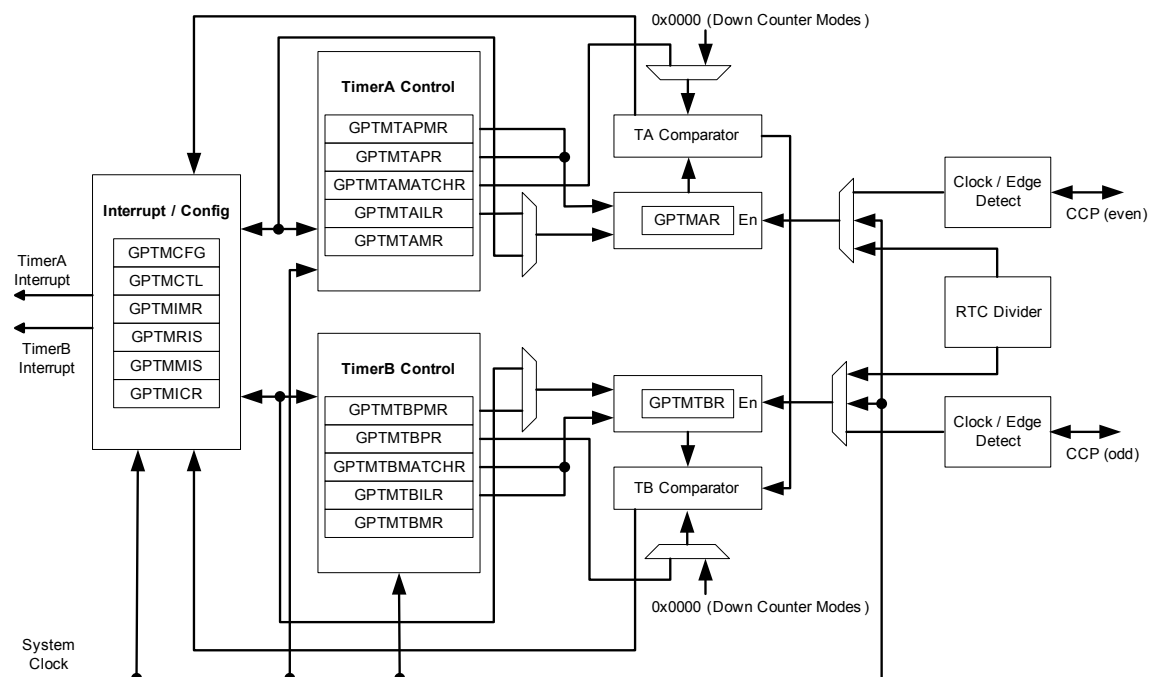 0x0000 (Down Counter Modes)
TimerA Control
GPTMTAPMR
GPTMTAPR
GPTMTAMATCHR
GPTMTAILR
GPTMTAMR
TA Comparator
GPTMAR
En
Clock / Edge
Detect
CCP (even)
Interrupt / Config
GPTMCFG
GPTMCTL
GPTMIMR
GPTMRIS
GPTMMIS
GPTMICR
TimerA
Interrupt
TimerB
Interrupt
RTC Divider
TimerB Control
GPTMTBPMR
GPTMTBPR
GPTMTBMATCHR
GPTMTBILR
GPTMTBMR
GPTMTBR
En
TB Comparator
Clock / Edge
Detect
CCP (odd)
0x0000 (Down Counter Modes)
System
Clock